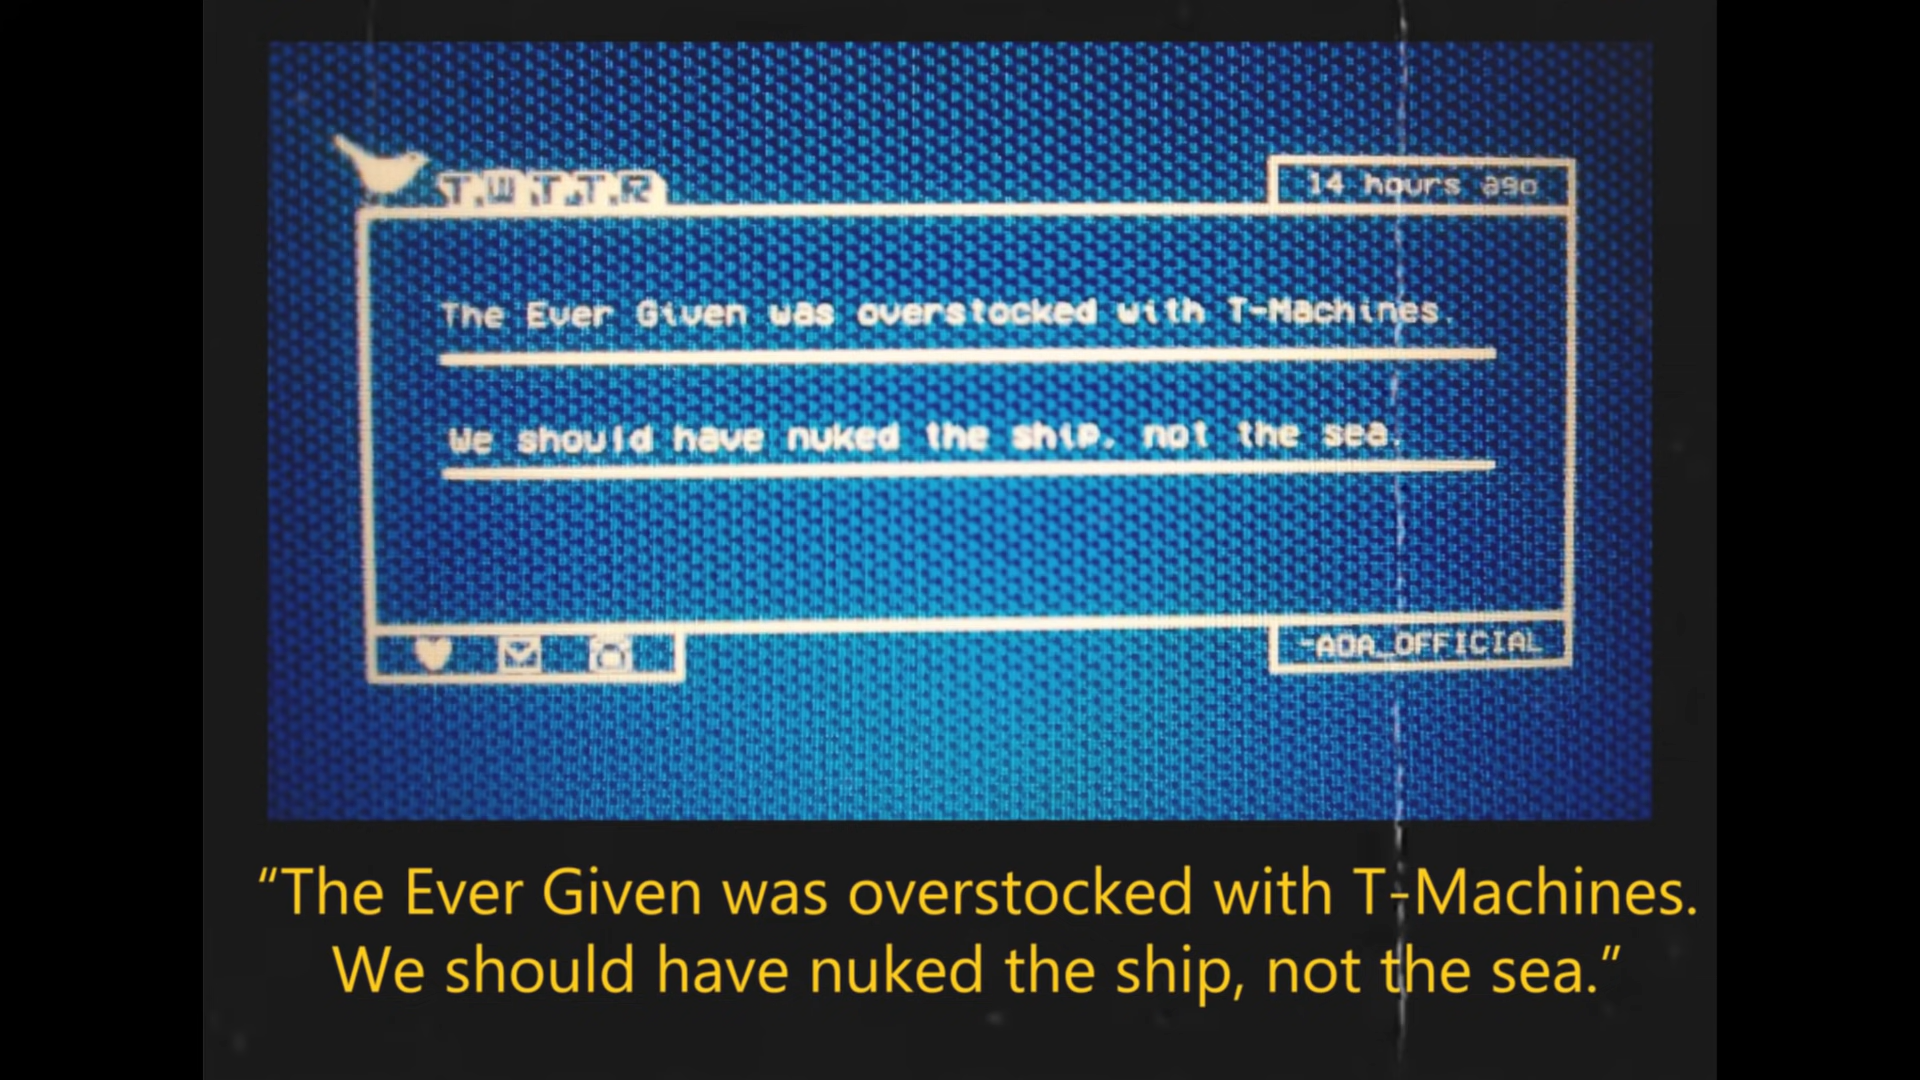 T.W.T.T.R
14 hours ago
The Ever Given was overstocked with T-Machines.
We should have nuked the ship, not the sea.
-AOA_OFFICIAL
“The Ever Given was overstocked with T-Machines.
We should have nuked the ship, not the sea.”